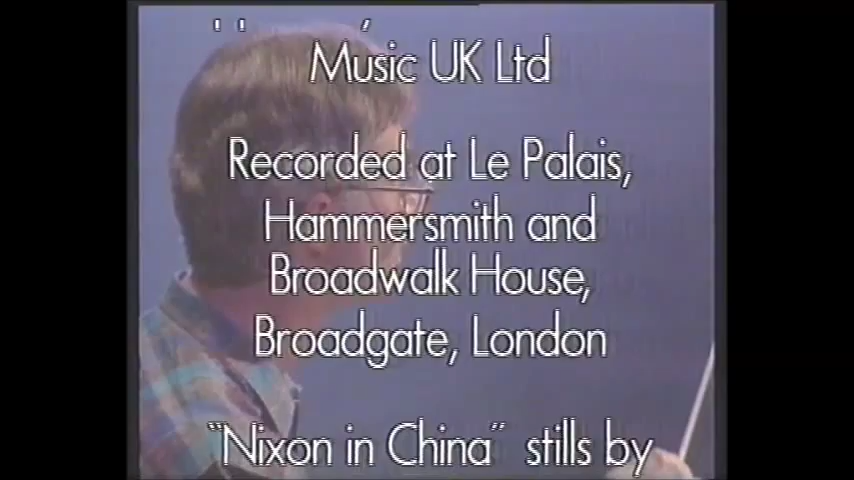 Music UK Ltd
Recorded at Le Palais,
Hammersmith and
Broadwalk House,
Broadgate, London
“Nixon in China” stills by